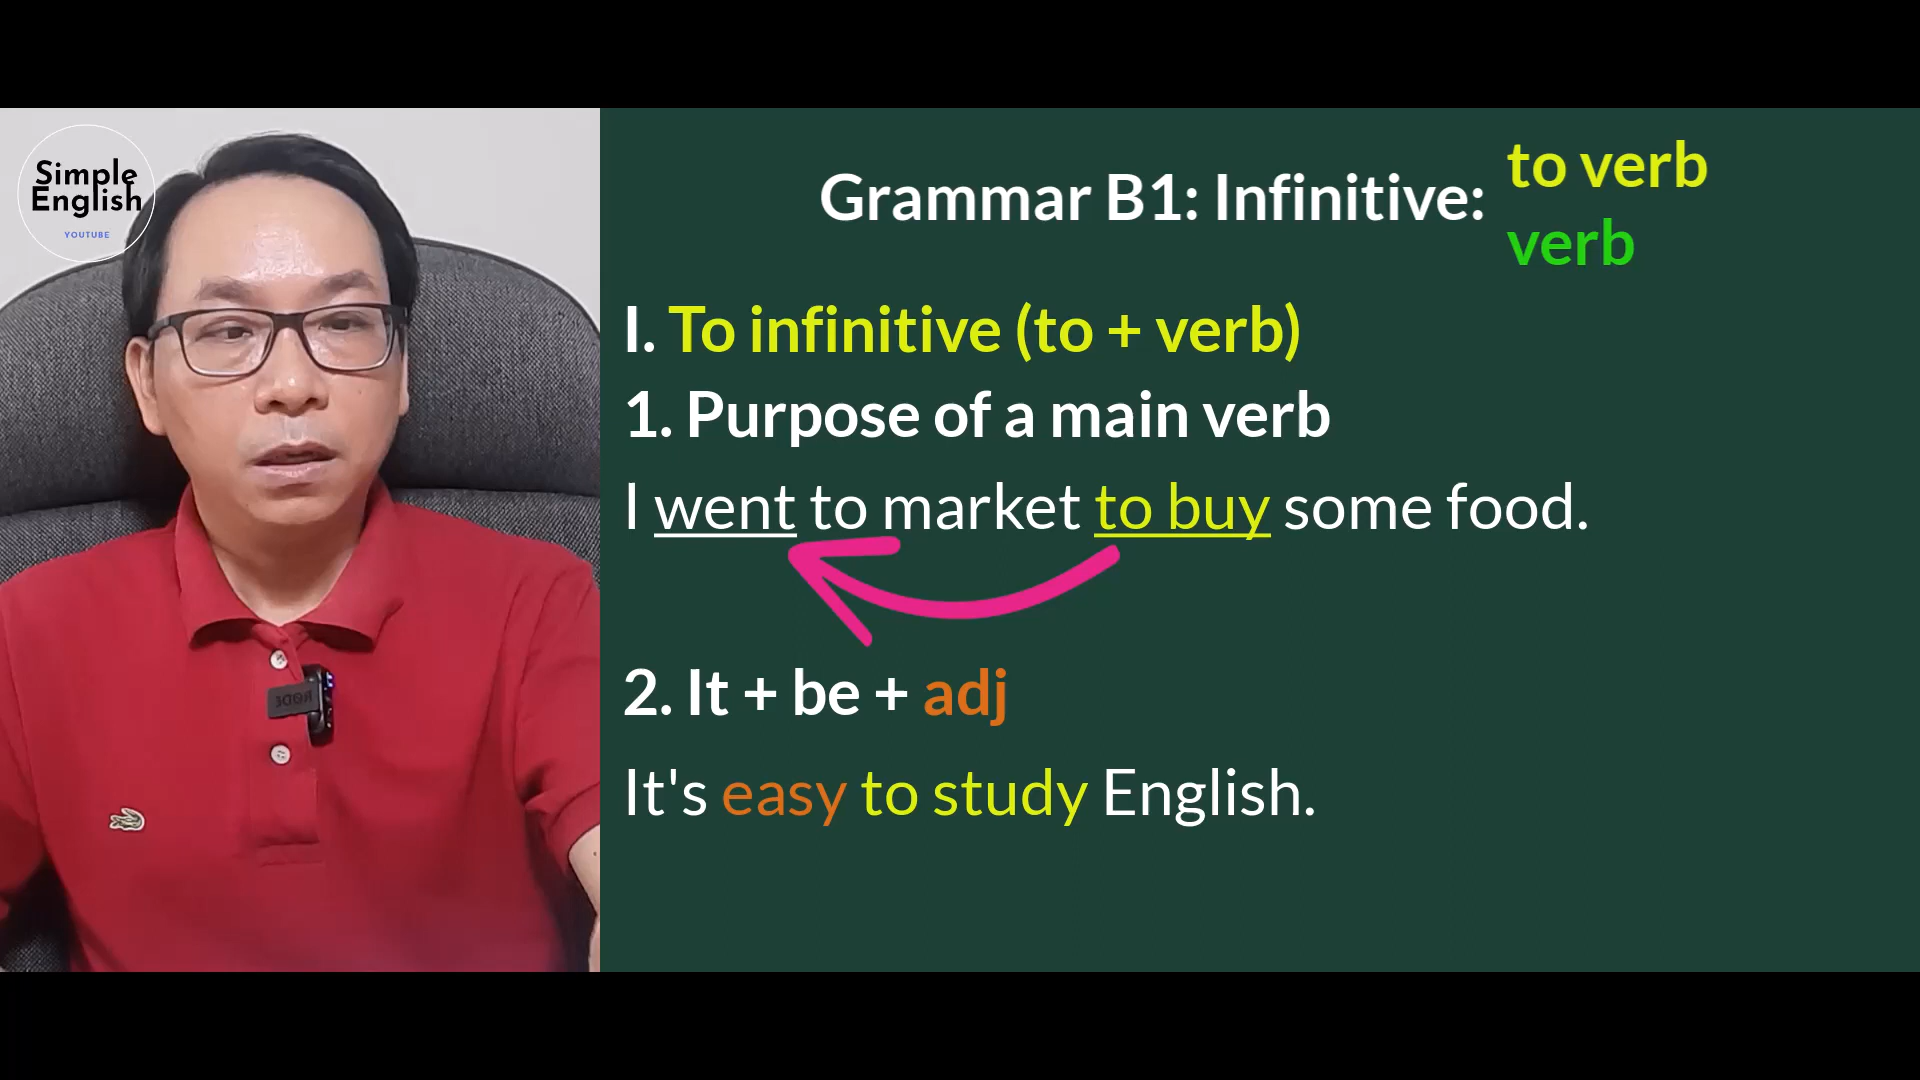 Simple
English
YOUTUBE
Grammar B1: Infinitive:
to verb
verb
I. To infinitive (to + verb)
1. Purpose of a main verb
I went to market to buy some food.
2. It + be + adj
It's easy to study English.
RØDE